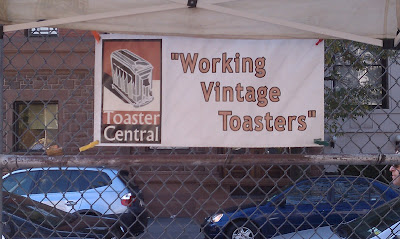 Toaster
Central
"Working
Vintage
Toasters"